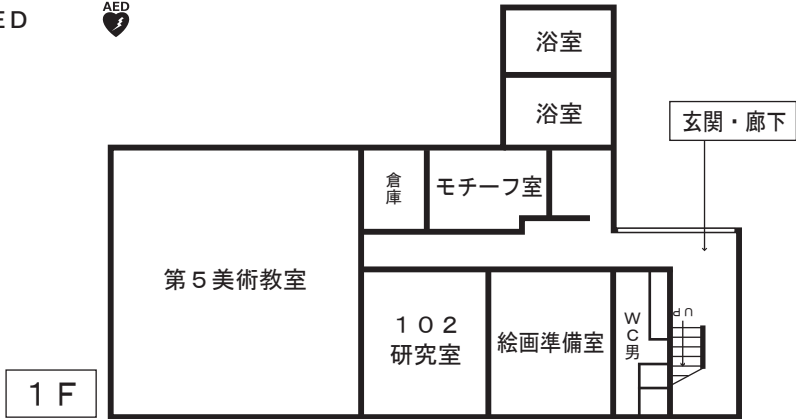 ED
AED
浴室
浴室
玄関・廊下
倉庫
モチーフ室
第5美術教室
102
研究室
絵画準備室
WC男
UP
1F